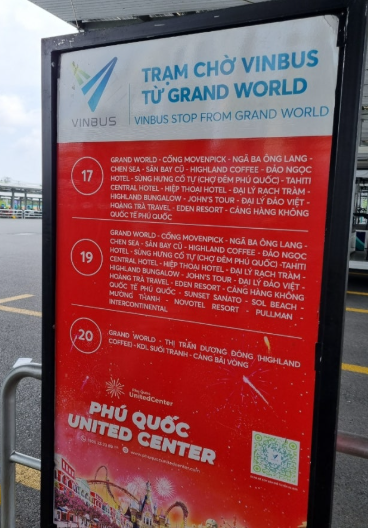 TRẠM CHỜ VINBUS
TỪ GRAND WORLD
VINBUS
VINBUS STOP FROM GRAND WORLD
17
GRAND WORLD - CỔNG MOVENPICK - NGÃ BA ÔNG LANG -
CHEN SEA - SÂN BAY CŨ - HIGHLAND COFFEE - ĐẢO NGỌC
HOTEL - SÙNG HƯNG CỔ TỰ (CHỢ ĐÊM PHÚ QUỐC) - TAHITI
CENTRAL HOTEL - HIỆP THOẠI HOTEL - ĐẠI LÝ RẠCH TRÀM -
HIGHLAND BUNGALOW - JOHN'S TOUR - ĐẠI LÝ ĐẢO VIỆT -
HOÀNG TRÀ TRAVEL - EDEN RESORT - CẢNG HÀNG KHÔNG
QUỐC TẾ PHÚ QUỐC
19
GRAND WORLD - CỔNG MOVENPICK - NGÃ BA ÔNG LANG -
CHEN SEA - SÂN BAY CŨ - HIGHLAND COFFEE - ĐẢO NGỌC
HOTEL - SÙNG HƯNG CỔ TỰ (CHỢ ĐÊM PHÚ QUỐC) -TAHITI
CENTRAL HOTEL - HIỆP THOẠI HOTEL - ĐẠI LÝ RẠCH TRÀM -
HIGHLAND BUNGALOW - JOHN'S TOUR - ĐẠI LÝ ĐẢO VIỆT -
HOÀNG TRÀ TRAVEL - EDEN RESORT - CẢNG HÀNG KHÔNG
QUỐC TẾ PHÚ QUỐC - SUNSET SANATO - SOL BEACH -
MƯỜNG THANH - NOVOTEL RESORT - PULLMAN -
INTERCONTINENTAL
20
GRAND WORLD - THỊ TRẤN DƯƠNG ĐÔNG (HIGHLAND
COFFEE) - KDL SUỐI TRANH - CẢNG BÃI VÒNG
UnitedCenter
PHÚ QUỐC
UNITED CENTER